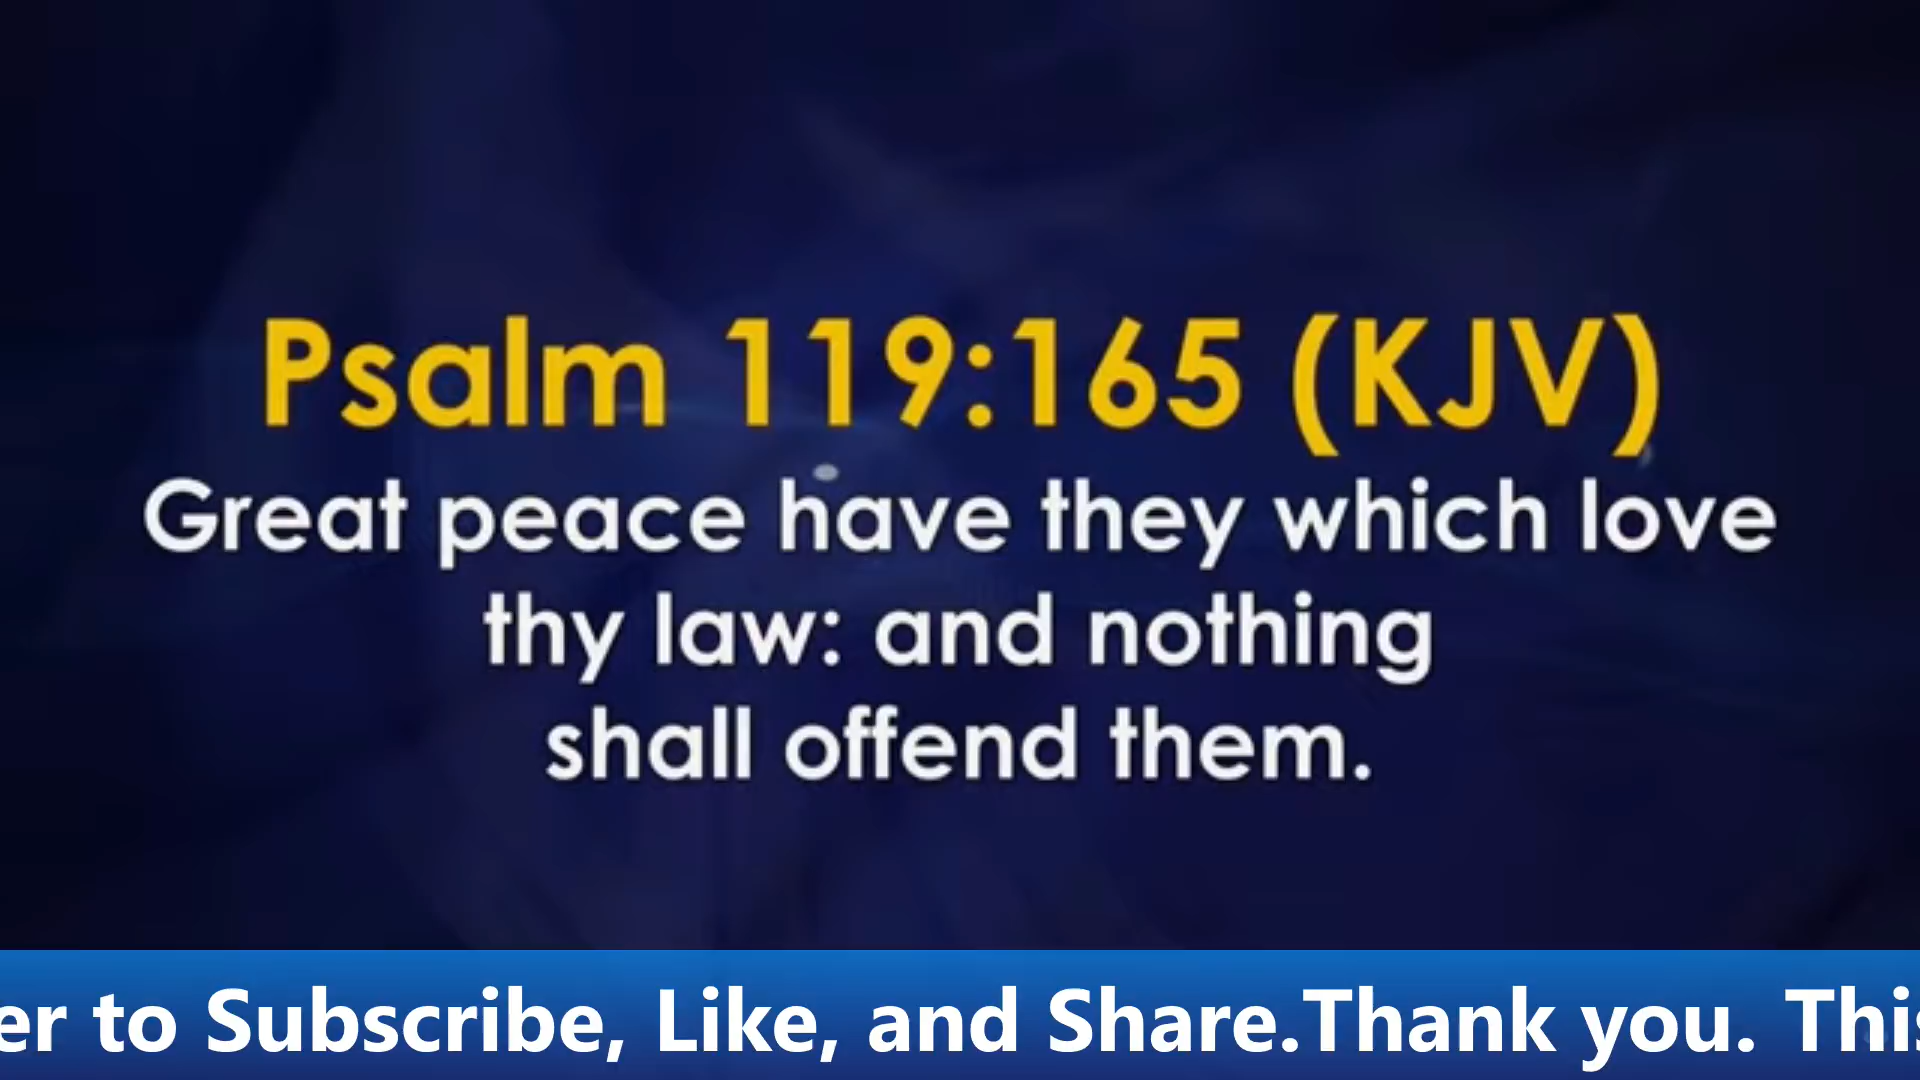 Psalm 119:165 (KJV)
Great peace have they which love
thy law: and nothing
shall offend them.
to Subscribe, Like, and Share.Thank you.